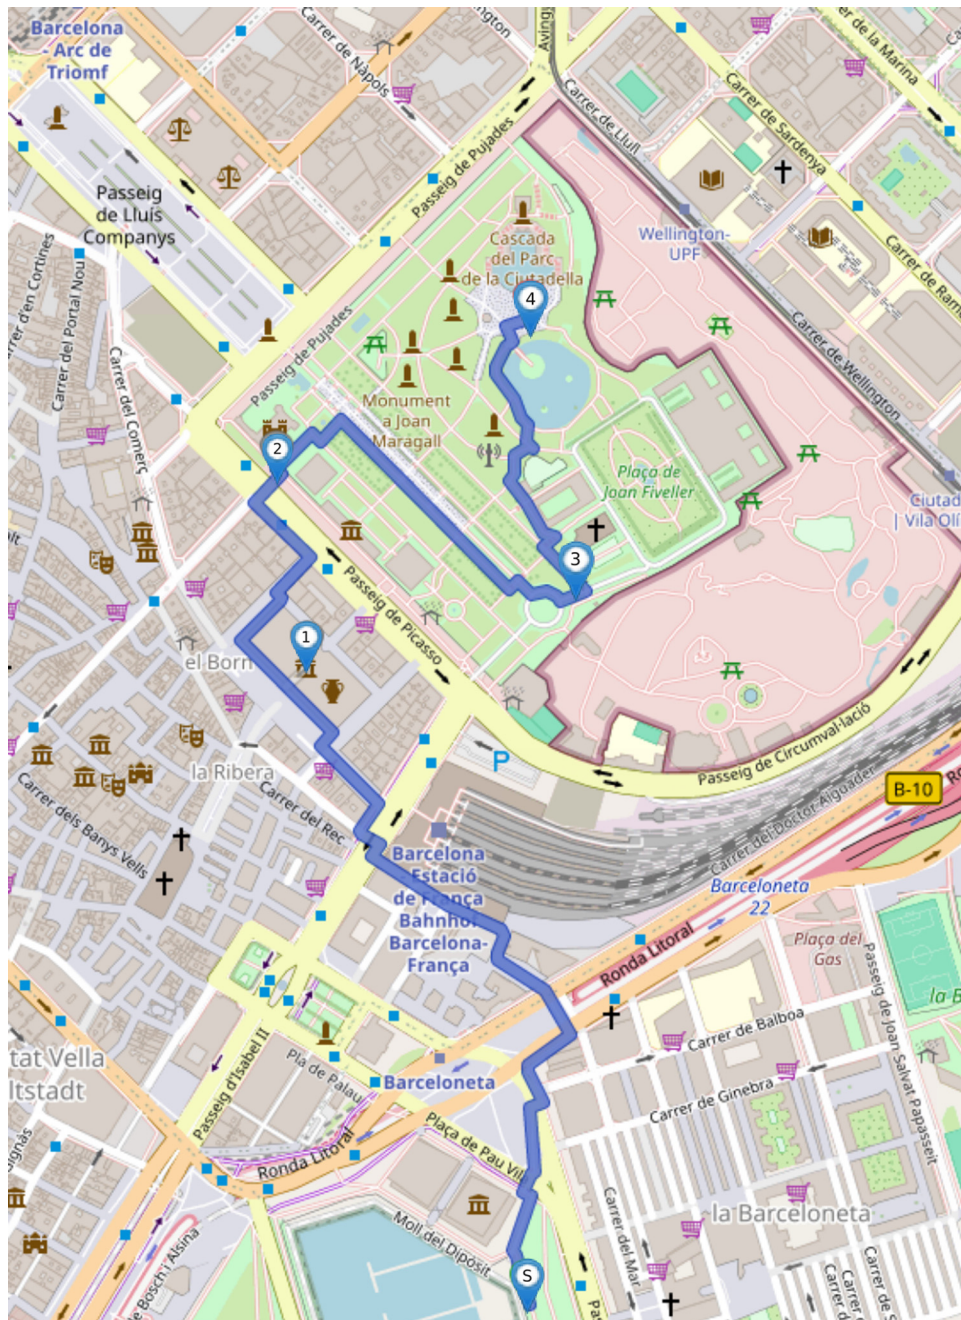 Barcelona
- Arc de
Triomf
Carrer de Nàpols
Passeig
de Lluís
Companys
Passeig de Pujades
Carrer de Llull
Carrer de la Marina
Carrer de Sardenya
Wellington-
UPF
Carrer de Wellington
Cascada
del Parc
de la Ciutadella
4
Carrer del Portal Nou
Carrer del Comerç
Passeig de Pujades
Monument
a Joan
Maragall
Plaça de
Joan Fiveller
2
3
Passeig de Picasso
1
el Born
la Ribera
Carrer dels Banys Vells
Carrer del Rec
P
Passeig de Circumval·lació
B-10
Carrer del Doctor Aiguader
Barcelona
- Estació
de França
Bahnhof
Barcelona-
França
Barceloneta
22
Ronda Litoral
Plaça del
Gas
Passeig de Joan Salvat Papasseit
Carrer de Balboa
Carrer de Ginebra
Barceloneta
Pla de Palau
Passeig d'Isabel II
Ronda Litoral
Plaça de Pau Vil
Moll del Dipòsit
la Barceloneta
Carrer del Mar
S